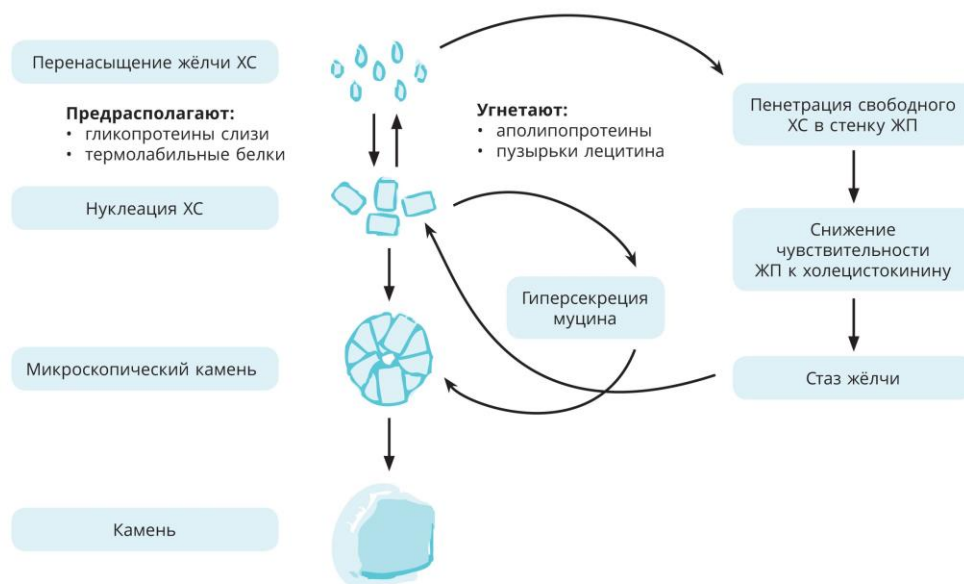 Перенасыщение жёлчи ХС
Предрасполагают:
• гликопротеины слизи
• термолабильные белки
Угнетают:
• аполипопротеины
• пузырьки лецитина
Пенетрация свободного
ХС в стенку ЖП
Нуклеация ХС
Снижение
чувствительности
ЖП к холецистокинину
Гиперсекреция
муцина
Микроскопический камень
Стаз жёлчи
Камень